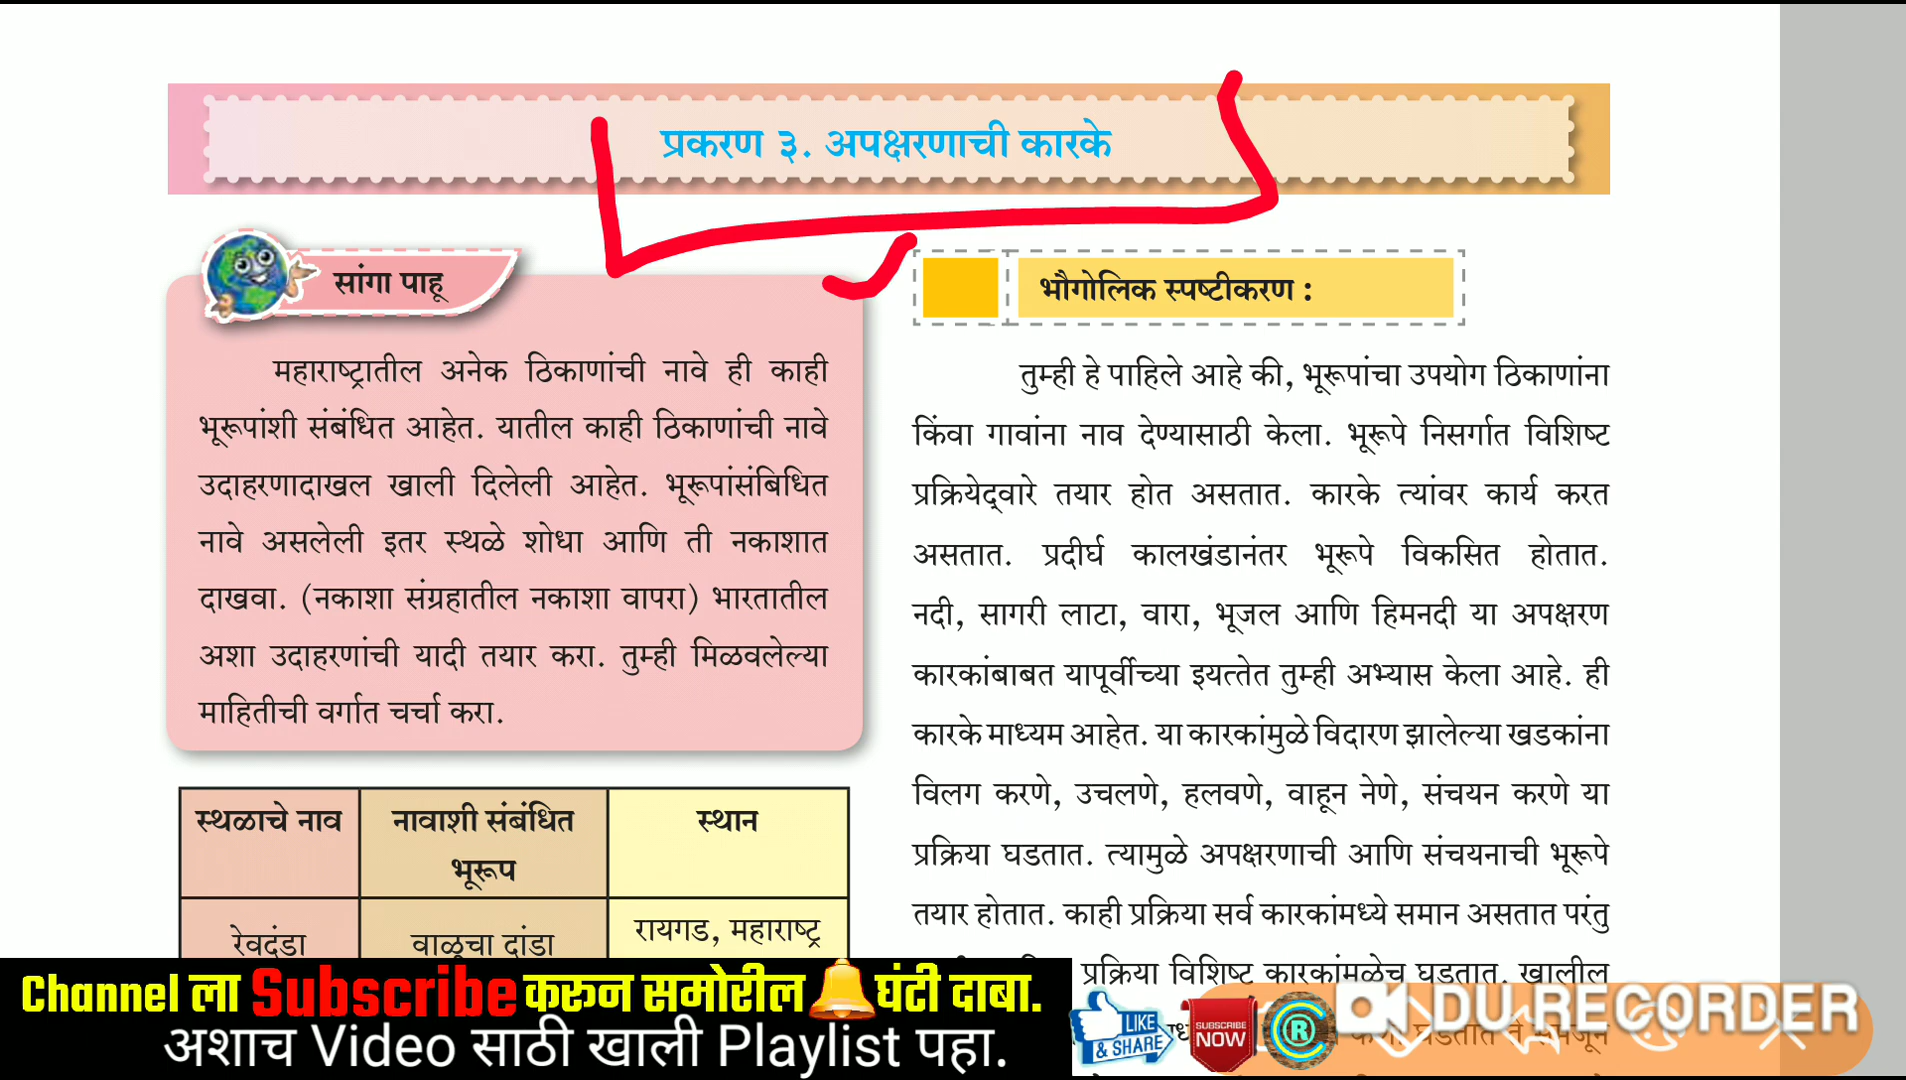 प्रकरण ३. अपक्षरणाची कारके
सांगा पाहू
महाराष्ट्रातील अनेक ठिकाणांची नावे ही काही
भूरूपांशी संबंधित आहेत. यातील काही ठिकाणांची नावे
उदाहरणादाखल खाली दिलेली आहेत. भूरूपांसंबिधित
नावे असलेली इतर स्थळे शोधा आणि ती नकाशात
दाखवा. (नकाशा संग्रहातील नकाशा वापरा) भारतातील
अशा उदाहरणांची यादी तयार करा. तुम्ही मिळवलेल्या
माहितीची वर्गात चर्चा करा.
स्थळाचे नाव नावाशी संबंधित स्थान
भूरूप
रेवदंडा वाळूचा दांडा रायगड, महाराष्ट्र
भौगोलिक स्पष्टीकरण :
तुम्ही हे पाहिले आहे की, भूरूपांचा उपयोग ठिकाणांना
किंवा गावांना नाव देण्यासाठी केला. भूरूपे निसर्गात विशिष्ट
प्रक्रियेद्वारे तयार होत असतात. कारके त्यांवर कार्य करत
असतात. प्रदीर्घ कालखंडानंतर भूरूपे विकसित होतात.
नदी, सागरी लाटा, वारा, भूजल आणि हिमनदी या अपक्षरण
कारकांबाबत यापूर्वीच्या इयत्तेत तुम्ही अभ्यास केला आहे. ही
कारके माध्यम आहेत. या कारकांमुळे विदारण झालेल्या खडकांना
विलग करणे, उचलणे, हलवणे, वाहून नेणे, संचयन करणे या
प्रक्रिया घडतात. त्यामुळे अपक्षरणाची आणि संचयनाची भूरूपे
तयार होतात. काही प्रक्रिया सर्व कारकांमध्ये समान असतात परंतु
प्रक्रिया विशिष्ट कारकांमुळेच घडतात. खालील
घडतात ते समजून
Channel ला Subscribe करून समोरील घंटी दाबा.
अशाच Video साठी खाली Playlist पहा.
LIKE
& SHARE
SUBSCRIBE
NOW
R
DU RECORDER